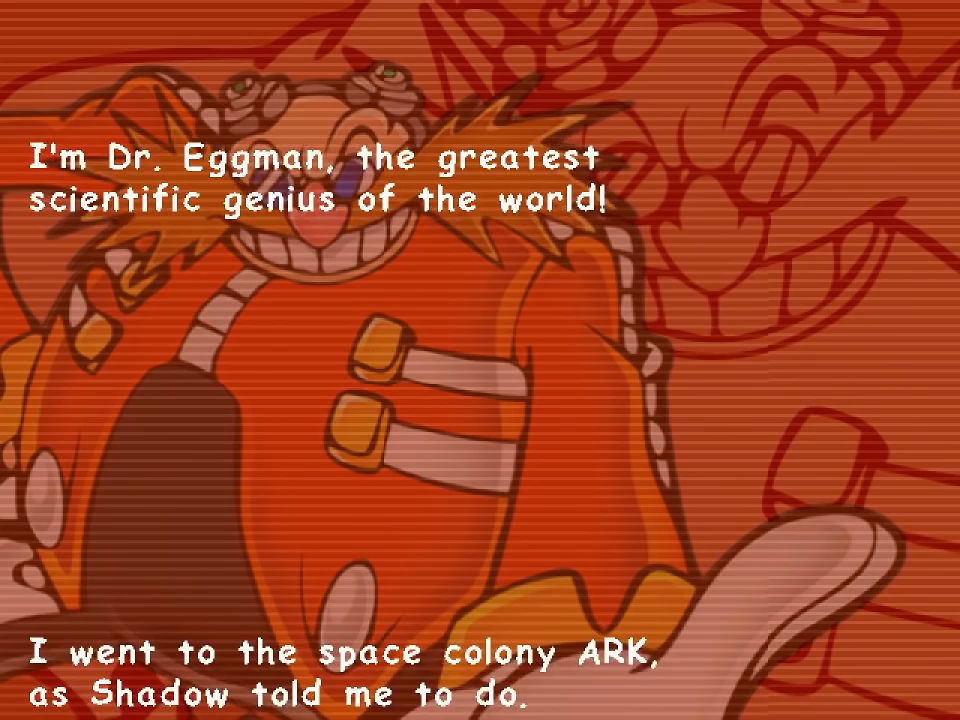 I'm Dr. Eggman, the greatest
scientific genius of the world!
I went to the space colony ARK,
as Shadow told me to do.